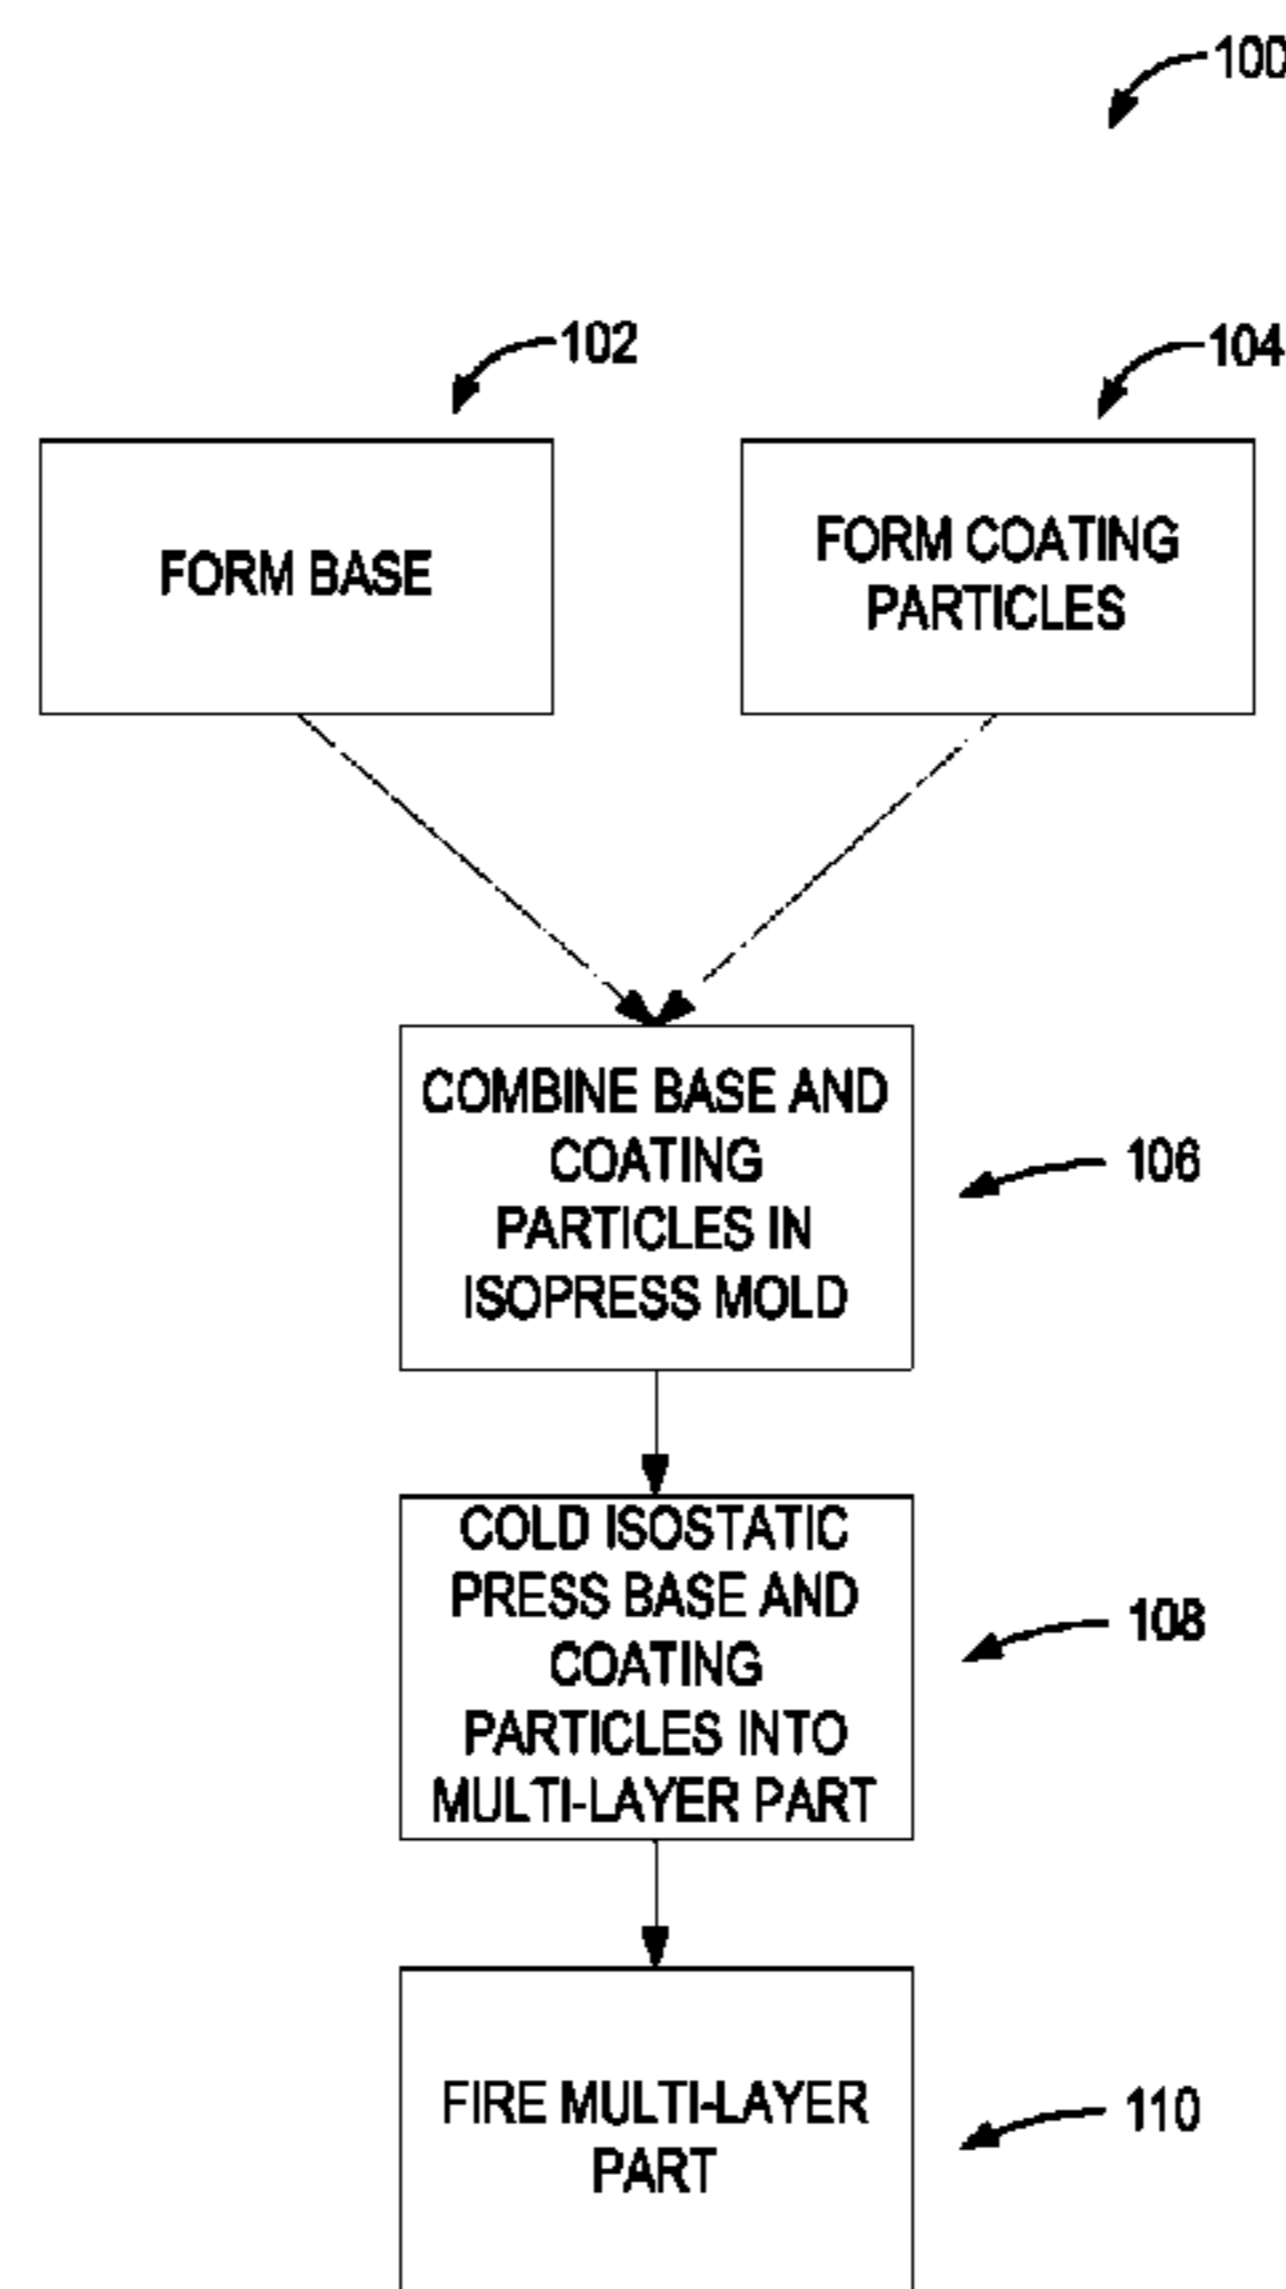 100
102
104
FORM BASE
FORM COATING
PARTICLES
COMBINE BASE AND
COATING
PARTICLES IN
ISOPRESS MOLD
106
COLD ISOSTATIC
PRESS BASE AND
COATING
PARTICLES INTO
MULTI-LAYER PART
108
FIRE MULTI-LAYER
PART
110